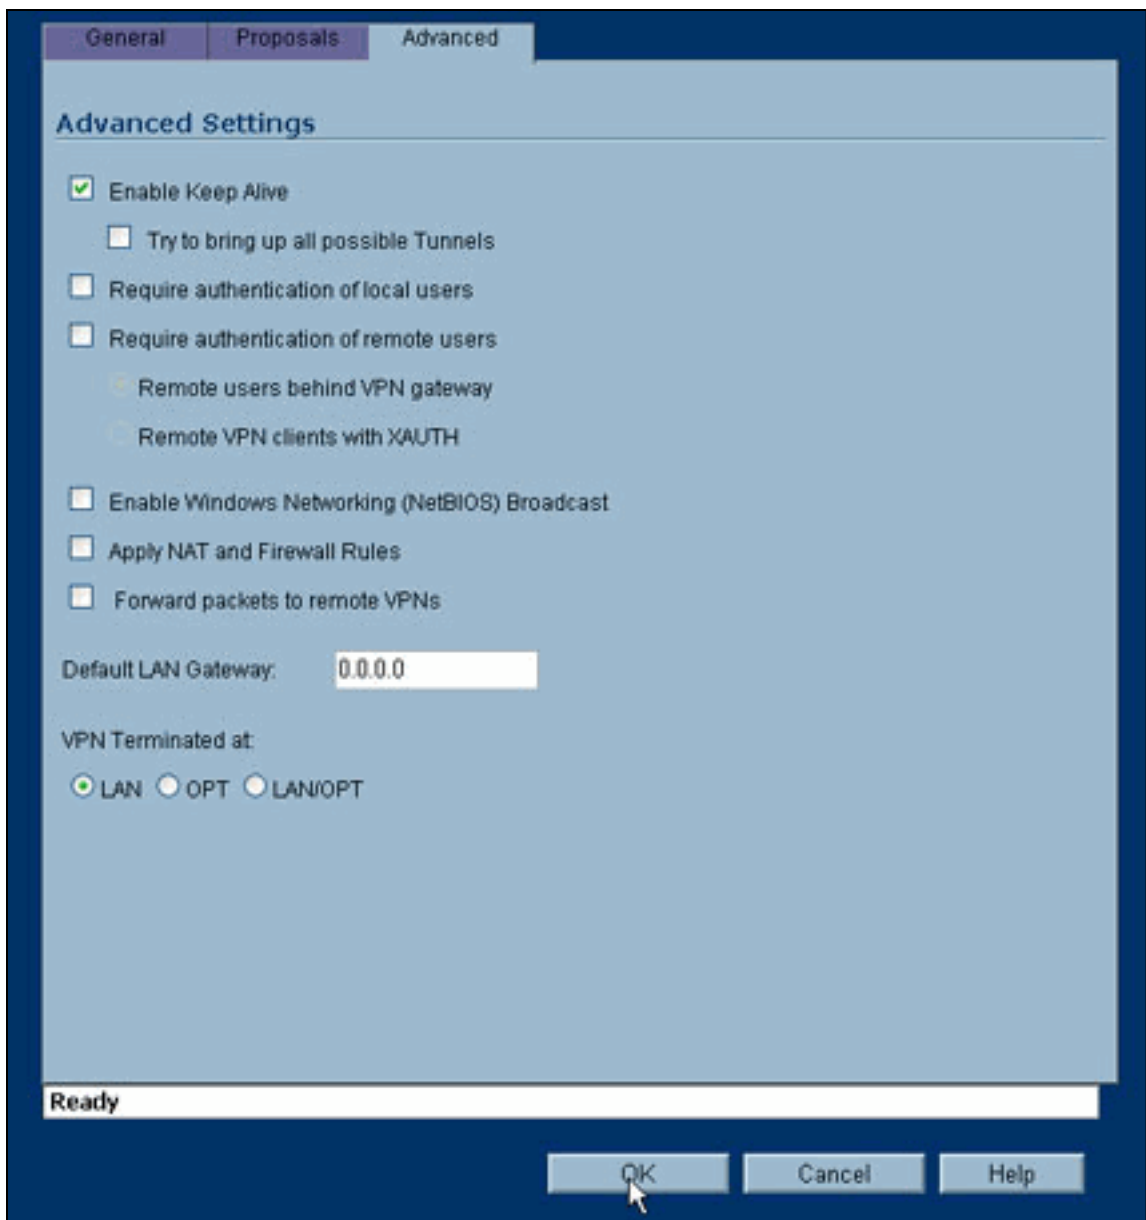 General Proposals Advanced
Advanced Settings
Enable Keep Alive
Try to bring up all possible Tunnels
Require authentication of local users
Require authentication of remote users
Remote users behind VPN gateway
Remote VPN clients with XAUTH
Enable Windows Networking (NetBIOS) Broadcast
Apply NAT and Firewall Rules
Forward packets to remote VPNs
Default LAN Gateway: 0.0.0.0
VPN Terminated at:
LAN OPT LAN/OPT
Ready
OK Cancel Help